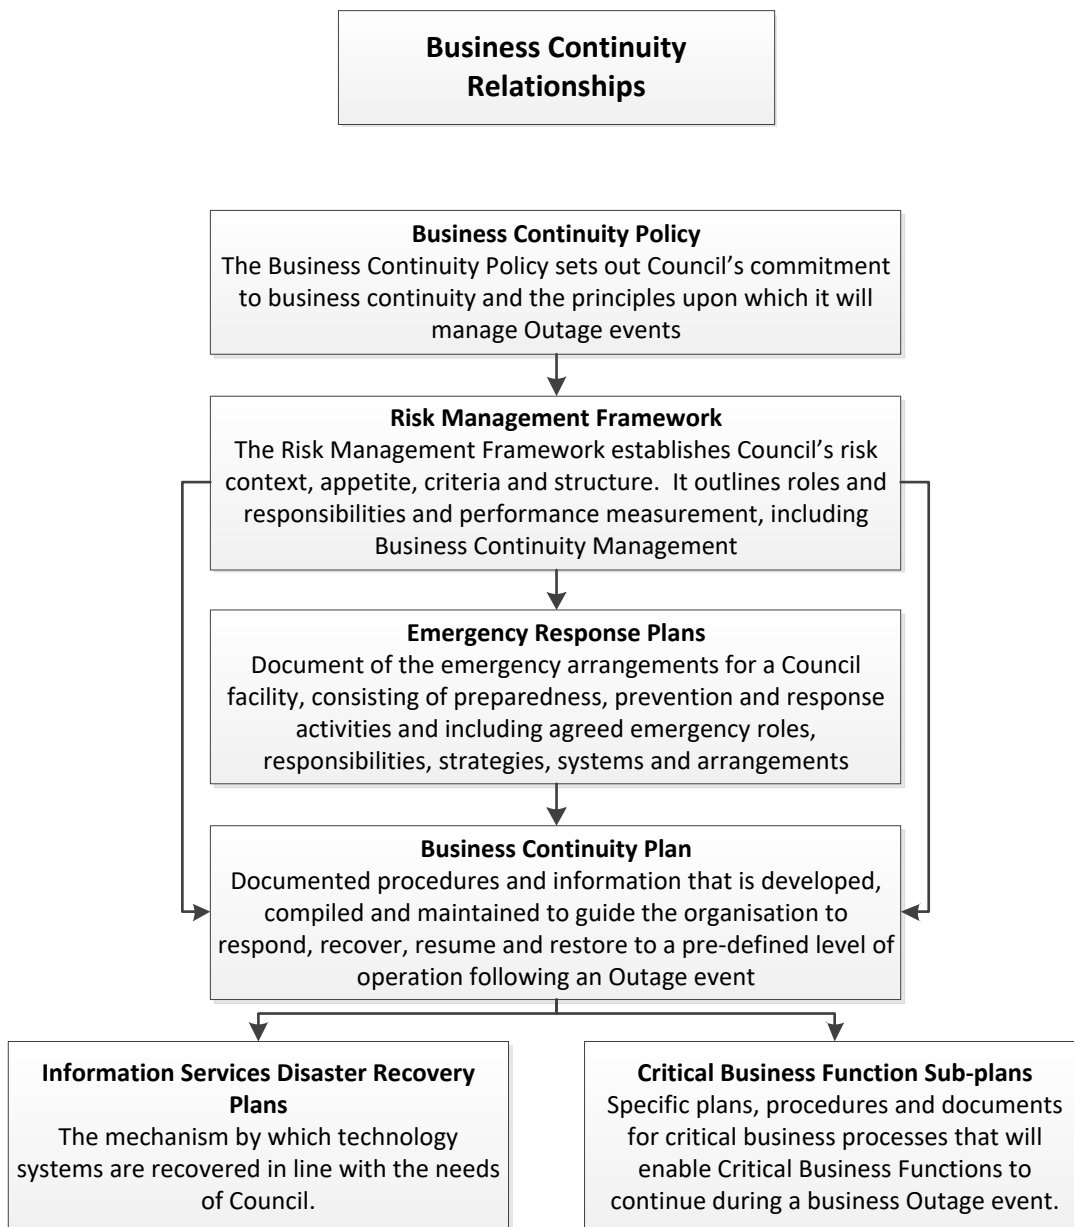 Business Continuity
Relationships
Business Continuity Policy
The Business Continuity Policy sets out Council’s commitment
to business continuity and the principles upon which it will
manage Outage events
Risk Management Framework
The Risk Management Framework establishes Council’s risk
context, appetite, criteria and structure.  It outlines roles and
responsibilities and performance measurement, including
Business Continuity Management
Emergency Response Plans
Document of the emergency arrangements for a Council
facility, consisting of preparedness, prevention and response
activities and including agreed emergency roles,
responsibilities, strategies, systems and arrangements
Business Continuity Plan
Documented procedures and information that is developed,
compiled and maintained to guide the organisation to
respond, recover, resume and restore to a pre-defined level of
operation following an Outage event
Information Services Disaster Recovery
Plans
The mechanism by which technology
systems are recovered in line with the needs
of Council.
Critical Business Function Sub-plans
Specific plans, procedures and documents
for critical business processes that will
enable Critical Business Functions to
continue during a business Outage event.